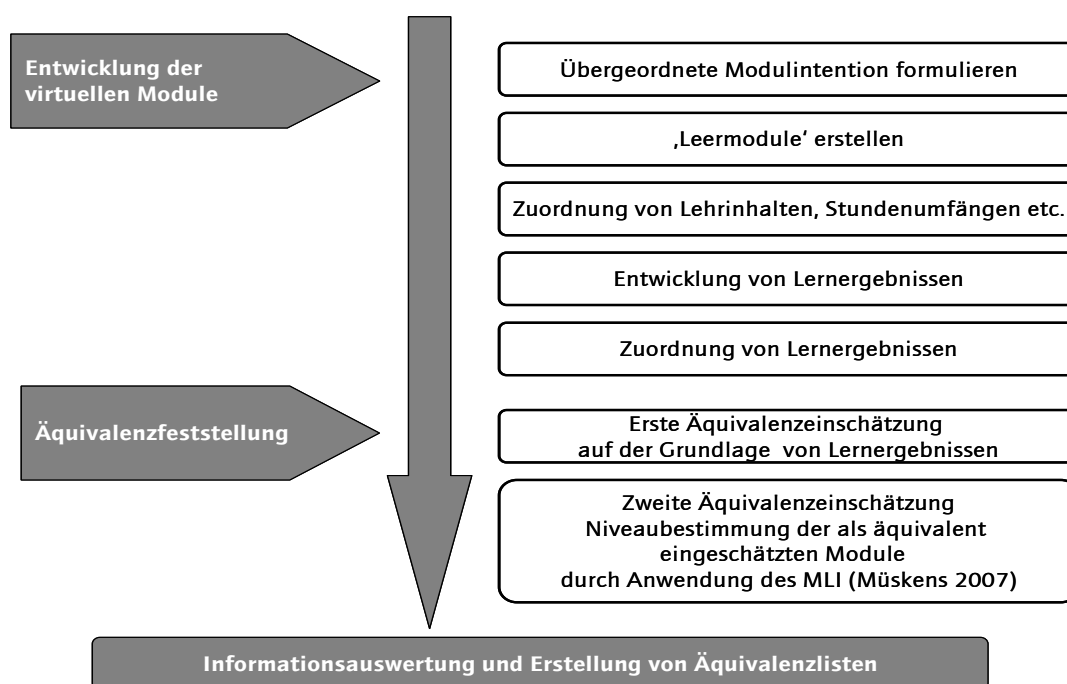 Entwicklung der
virtuellen Module
Übergeordnete Modulintention formulieren
‚Leermodule‘ erstellen
Zuordnung von Lehrinhalten, Stundenumfängen etc.
Entwicklung von Lernergebnissen
Zuordnung von Lernergebnissen
Äquivalenzfeststellung
Erste Äquivalenzeinschätzung
auf der Grundlage von Lernergebnissen
Zweite Äquivalenzeinschätzung
Niveaubestimmung der als äquivalent
eingeschätzten Module
durch Anwendung des MLI (Müskens 2007)
Informationsauswertung und Erstellung von Äquivalenzlisten